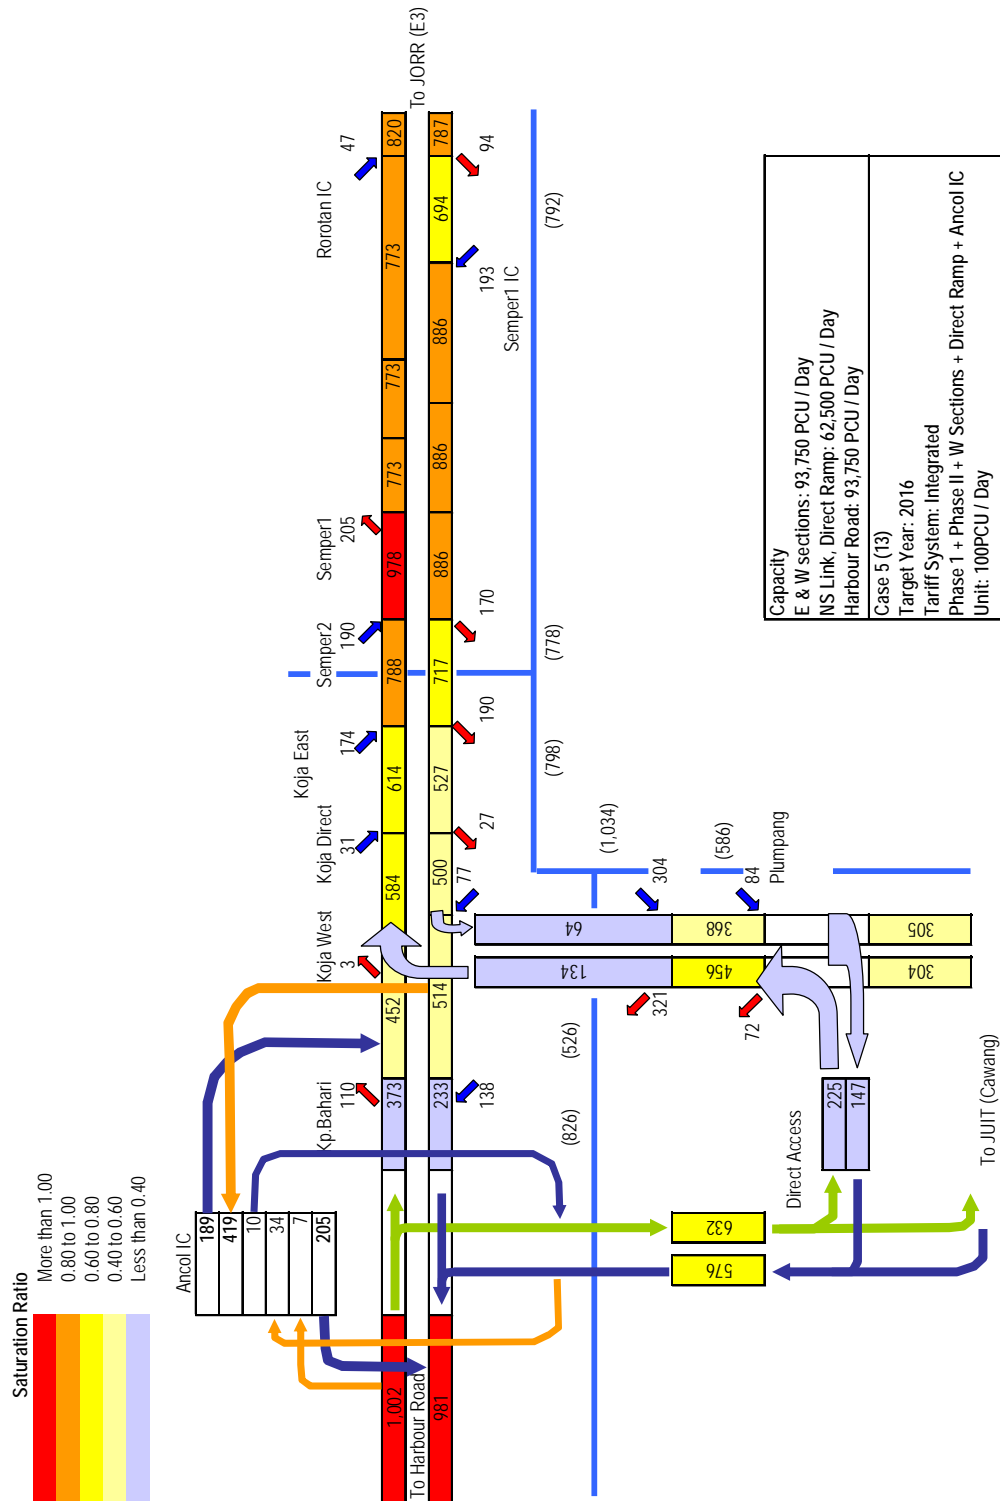 Saturation Ratio
More than 1.00
0.80 to 1.00
0.60 to 0.80
0.40 to 0.60
Less than 0.40
Ancol IC
189
419
10
34
7
205
Kp.Bahari
110
Koja West
3
Koja Direct
31
Koja East
174
Semper2
190
Semper1
205
Rorotan IC
47
To JORR (E3)
1,002
373
452
584
614
788
978
773
773
773
820
To Harbour Road
981
233
514
500
527
717
886
886
886
694
787
138
77
27
190
170
193
Semper1 IC
94
(826)
(526)
(1,034)
(798)
(778)
(792)
134
64
321
304
456
368
(586)
72
84
Plumpang
304
305
632
576
Direct Access
225
147
To JUIT (Cawang)
Capacity
E & W sections: 93,750 PCU / Day
NS Link, Direct Ramp: 62,500 PCU / Day
Harbour Road: 93,750 PCU / Day
Case 5 (13)
Target Year: 2016
Tariff System: Integrated
Phase 1 + Phase II + W Sections + Direct Ramp + Ancol IC
Unit: 100PCU / Day